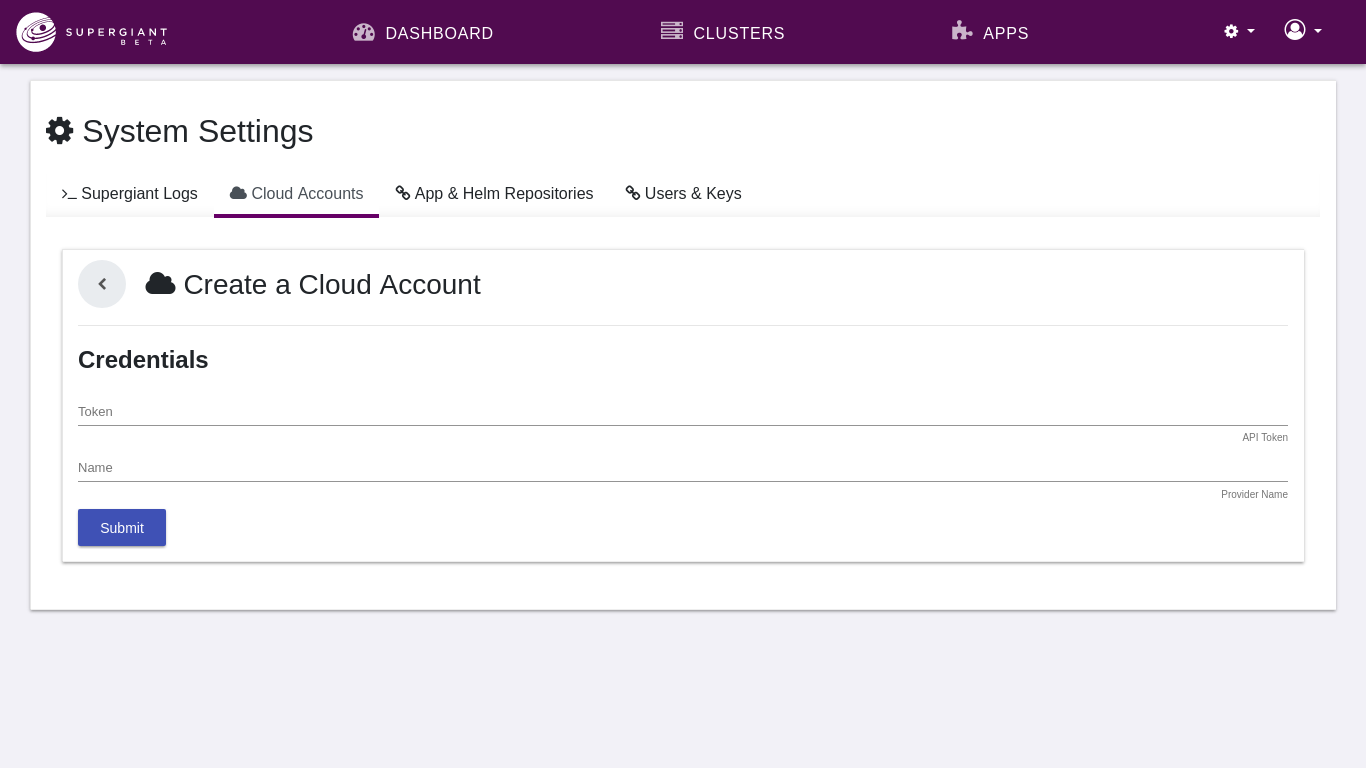 SUPERGIANT
BETA
DASHBOARD
CLUSTERS
APPS
System Settings
Supergiant Logs
Cloud Accounts
App & Helm Repositories
Users & Keys
Create a Cloud Account
Credentials
Token
API Token
Name
Provider Name
Submit